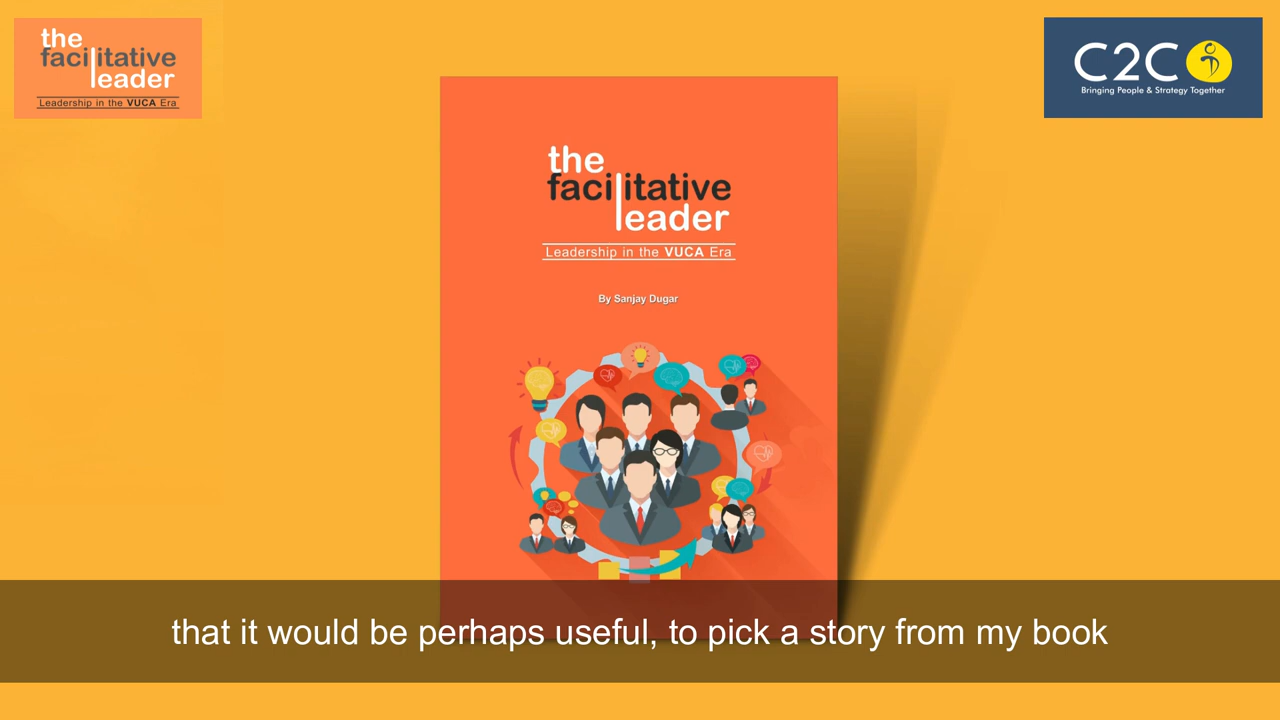 the
facilitative
leader
Leadership in the VUCA Era
C2C
Bringing People & Strategy Together
the
facilitative
leader
Leadership in the VUCA Era
By Sanjay Dugar
that it would be perhaps useful, to pick a story from my book